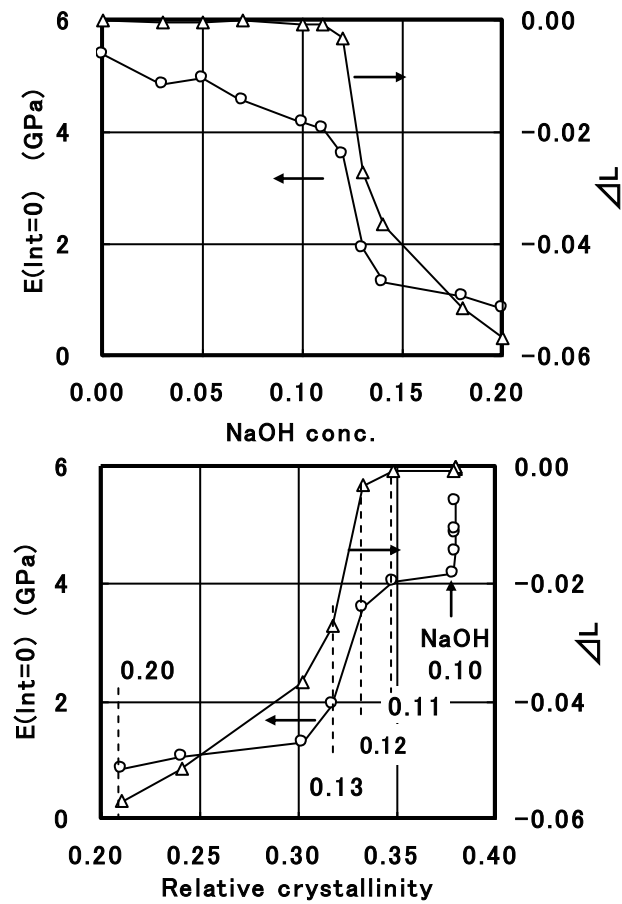 6
4
2
0
E(Int=0) (GPa)
0.00
-0.02
-0.04
-0.06
⊿L
0.00 0.05 0.10 0.15 0.20
NaOH conc.
6
4
2
0
E(Int=0) (GPa)
0.00
-0.02
-0.04
-0.06
⊿L
NaOH
0.10
0.20
0.11
0.12
0.13
0.20 0.25 0.30 0.35 0.40
Relative crystallinity